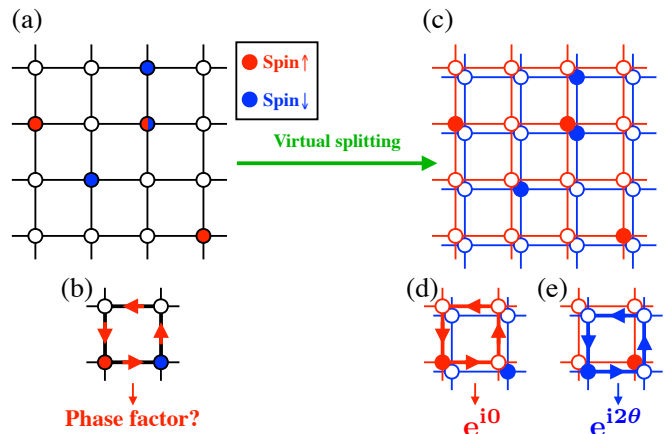 (a)
(c)
Spin↑
Spin↓
Virtual splitting
(b)
(d)
(e)
Phase factor?
e^{i0}
e^{i2θ}